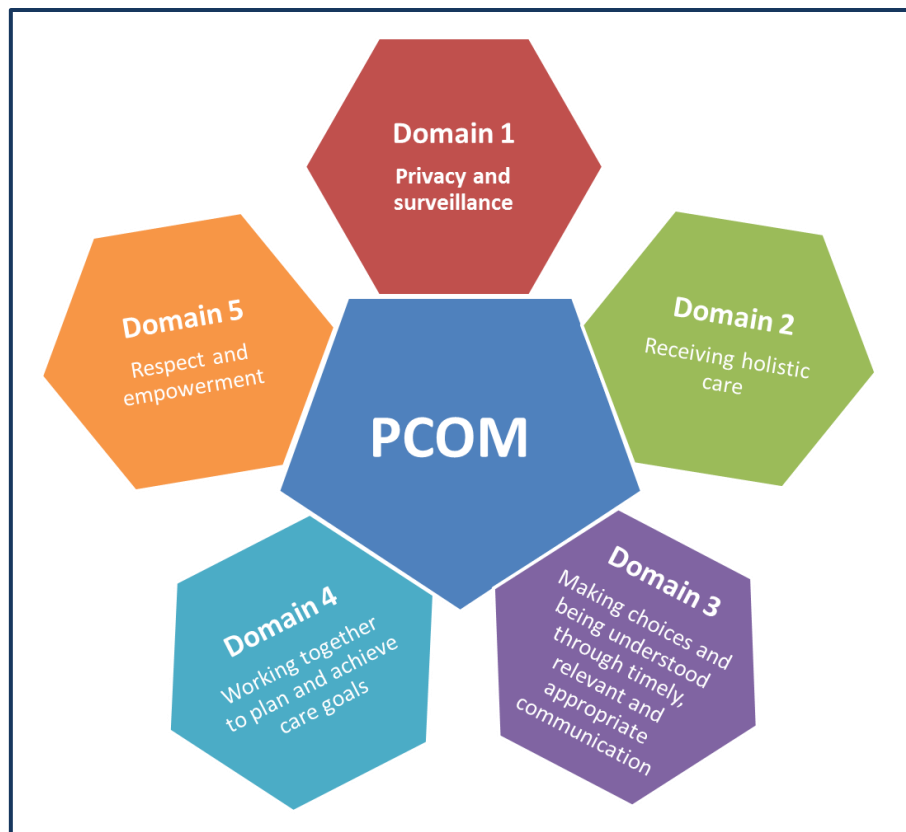 Domain 1
Privacy and
surveillance
Domain 2
Receiving holistic
care
Domain 3
Making choices and
being understood
through timely,
relevant and
appropriate
communication
Domain 4
Working together
to plan and achieve
care goals
Domain 5
Respect and
empowerment
PCOM